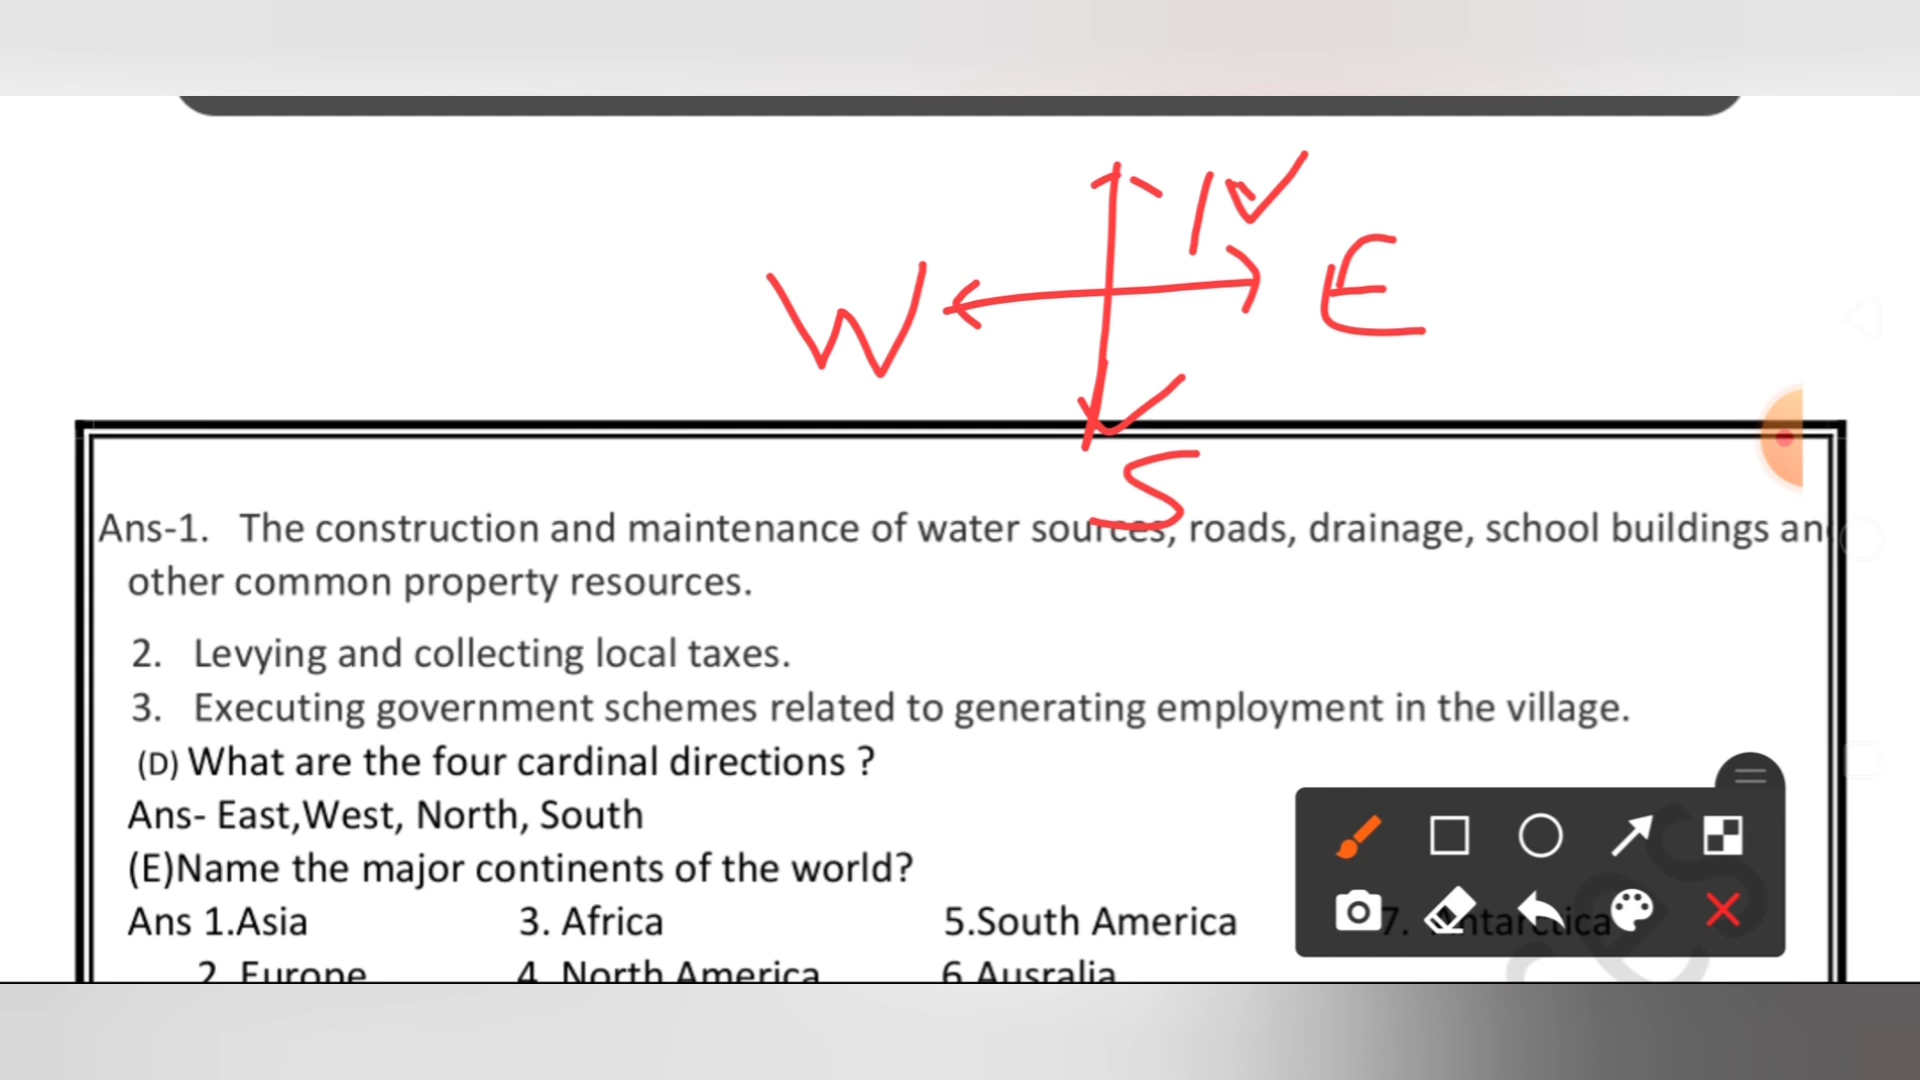 N
W E
S
Ans-1. The construction and maintenance of water sources, roads, drainage, school buildings an
other common property resources.
2. Levying and collecting local taxes.
3. Executing government schemes related to generating employment in the village.
(D) What are the four cardinal directions ?
Ans- East,West, North, South
(E)Name the major continents of the world?
Ans 1.Asia 3. Africa 5.South America 7. Antarctica
2. Europe 4. North America 6 Ausralia